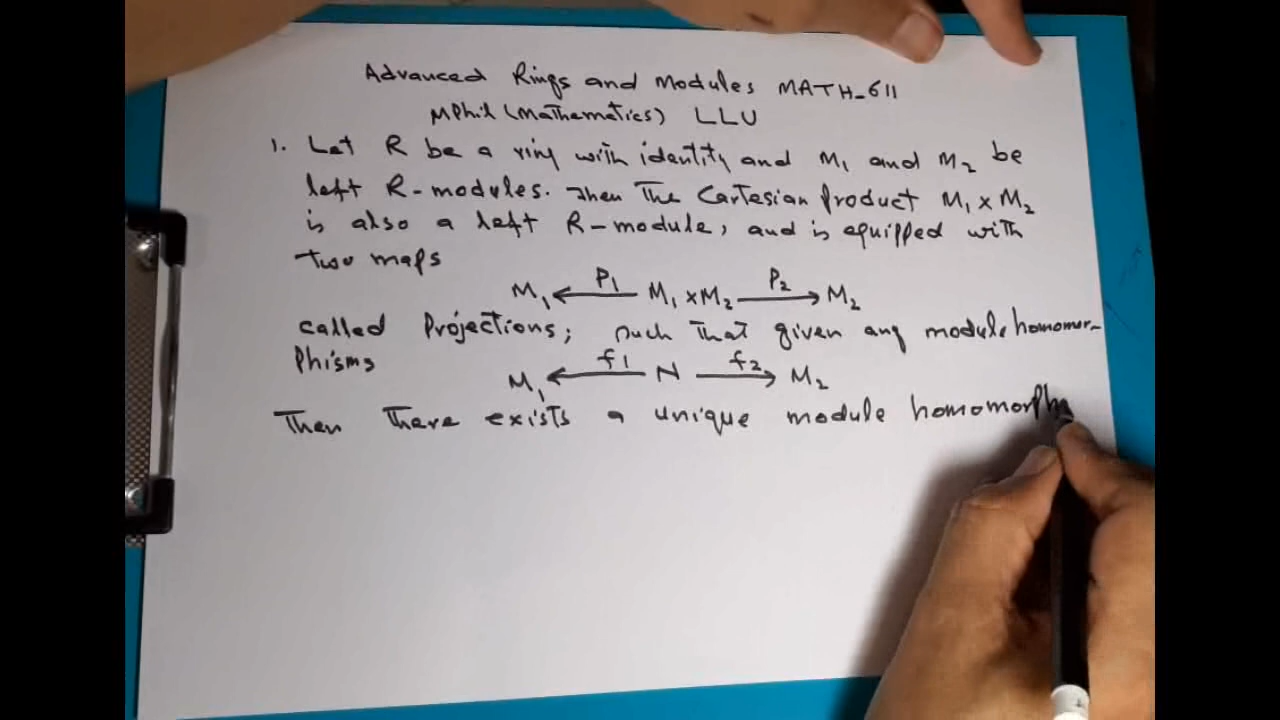 Advanced Rings and Modules MATH-611
MPhil (Mathematics) LLU
1. Let R be a ring with identity and M₁ and M₂ be
left R-modules. Then The Cartesian Product M₁ × M₂
is also a left R-module, and is equipped with
two maps
M₁ ←P₁— M₁ × M₂ —P₂→ M₂
called Projections; such that given any module homomor-
phisms
M₁ ←f₁— N —f₂→ M₂
Then There exists a unique module homomorph